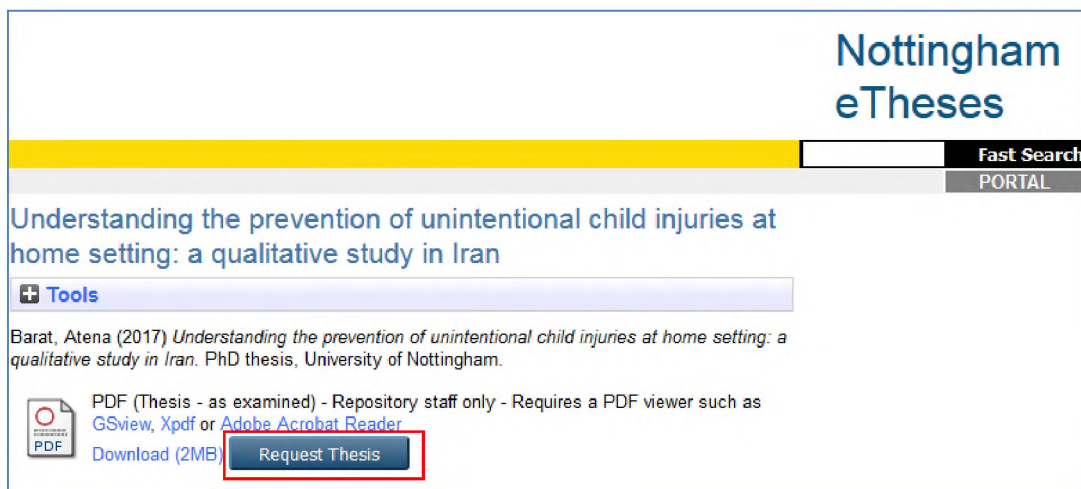 Nottingham
eTheses
Fast Search
PORTAL
Understanding the prevention of unintentional child injuries at
home setting: a qualitative study in Iran
Tools
Barat, Atena (2017) Understanding the prevention of unintentional child injuries at home setting: a
qualitative study in Iran. PhD thesis, University of Nottingham.
PDF (Thesis - as examined) - Repository staff only - Requires a PDF viewer such as
GSview, Xpdf or Adobe Acrobat Reader
PDF
Download (2MB) Request Thesis